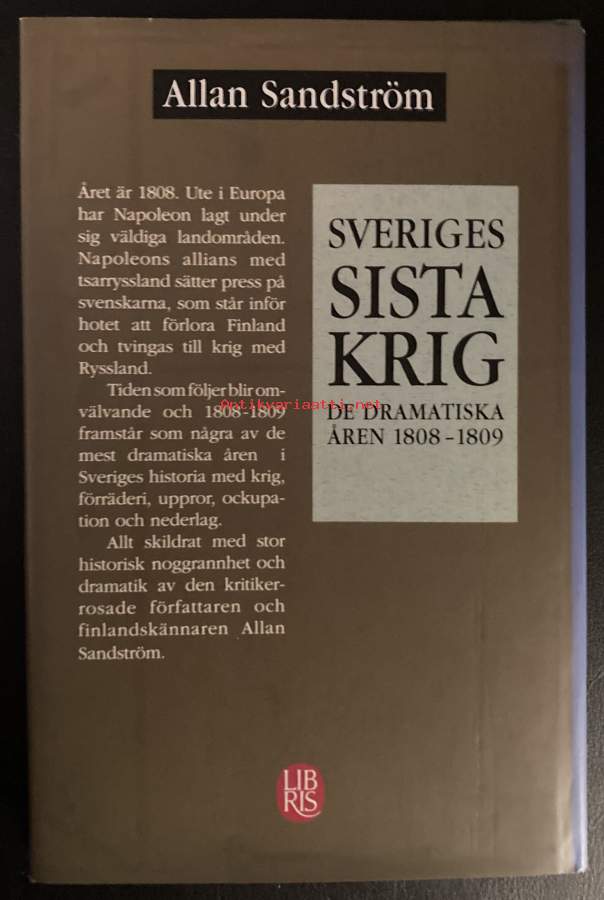 Allan Sandström
Året är 1808. Ute i Europa
har Napoleon lagt under
sig väldiga landområden.
Napoleons allians med
tsarryssland sätter press på
svenskarna, som står inför
hotet att förlora Finland
och tvingas till krig med
Ryssland.
Tiden som följer blir om-
välvande och 1808-1809
framstår som några av de
mest dramatiska åren i
Sveriges historia med krig,
förräderi, uppror, ockupa-
tion och nederlag.
Allt skildrat med stor
historisk noggrannhet och
dramatik av den kritiker-
rosade författaren och
finlandskännaren Allan
Sandström.
SVERIGES
SISTA
KRIG
DE DRAMATISKA
ÅREN 1808–1809
Antikvariaatti.net
LIB
RIS